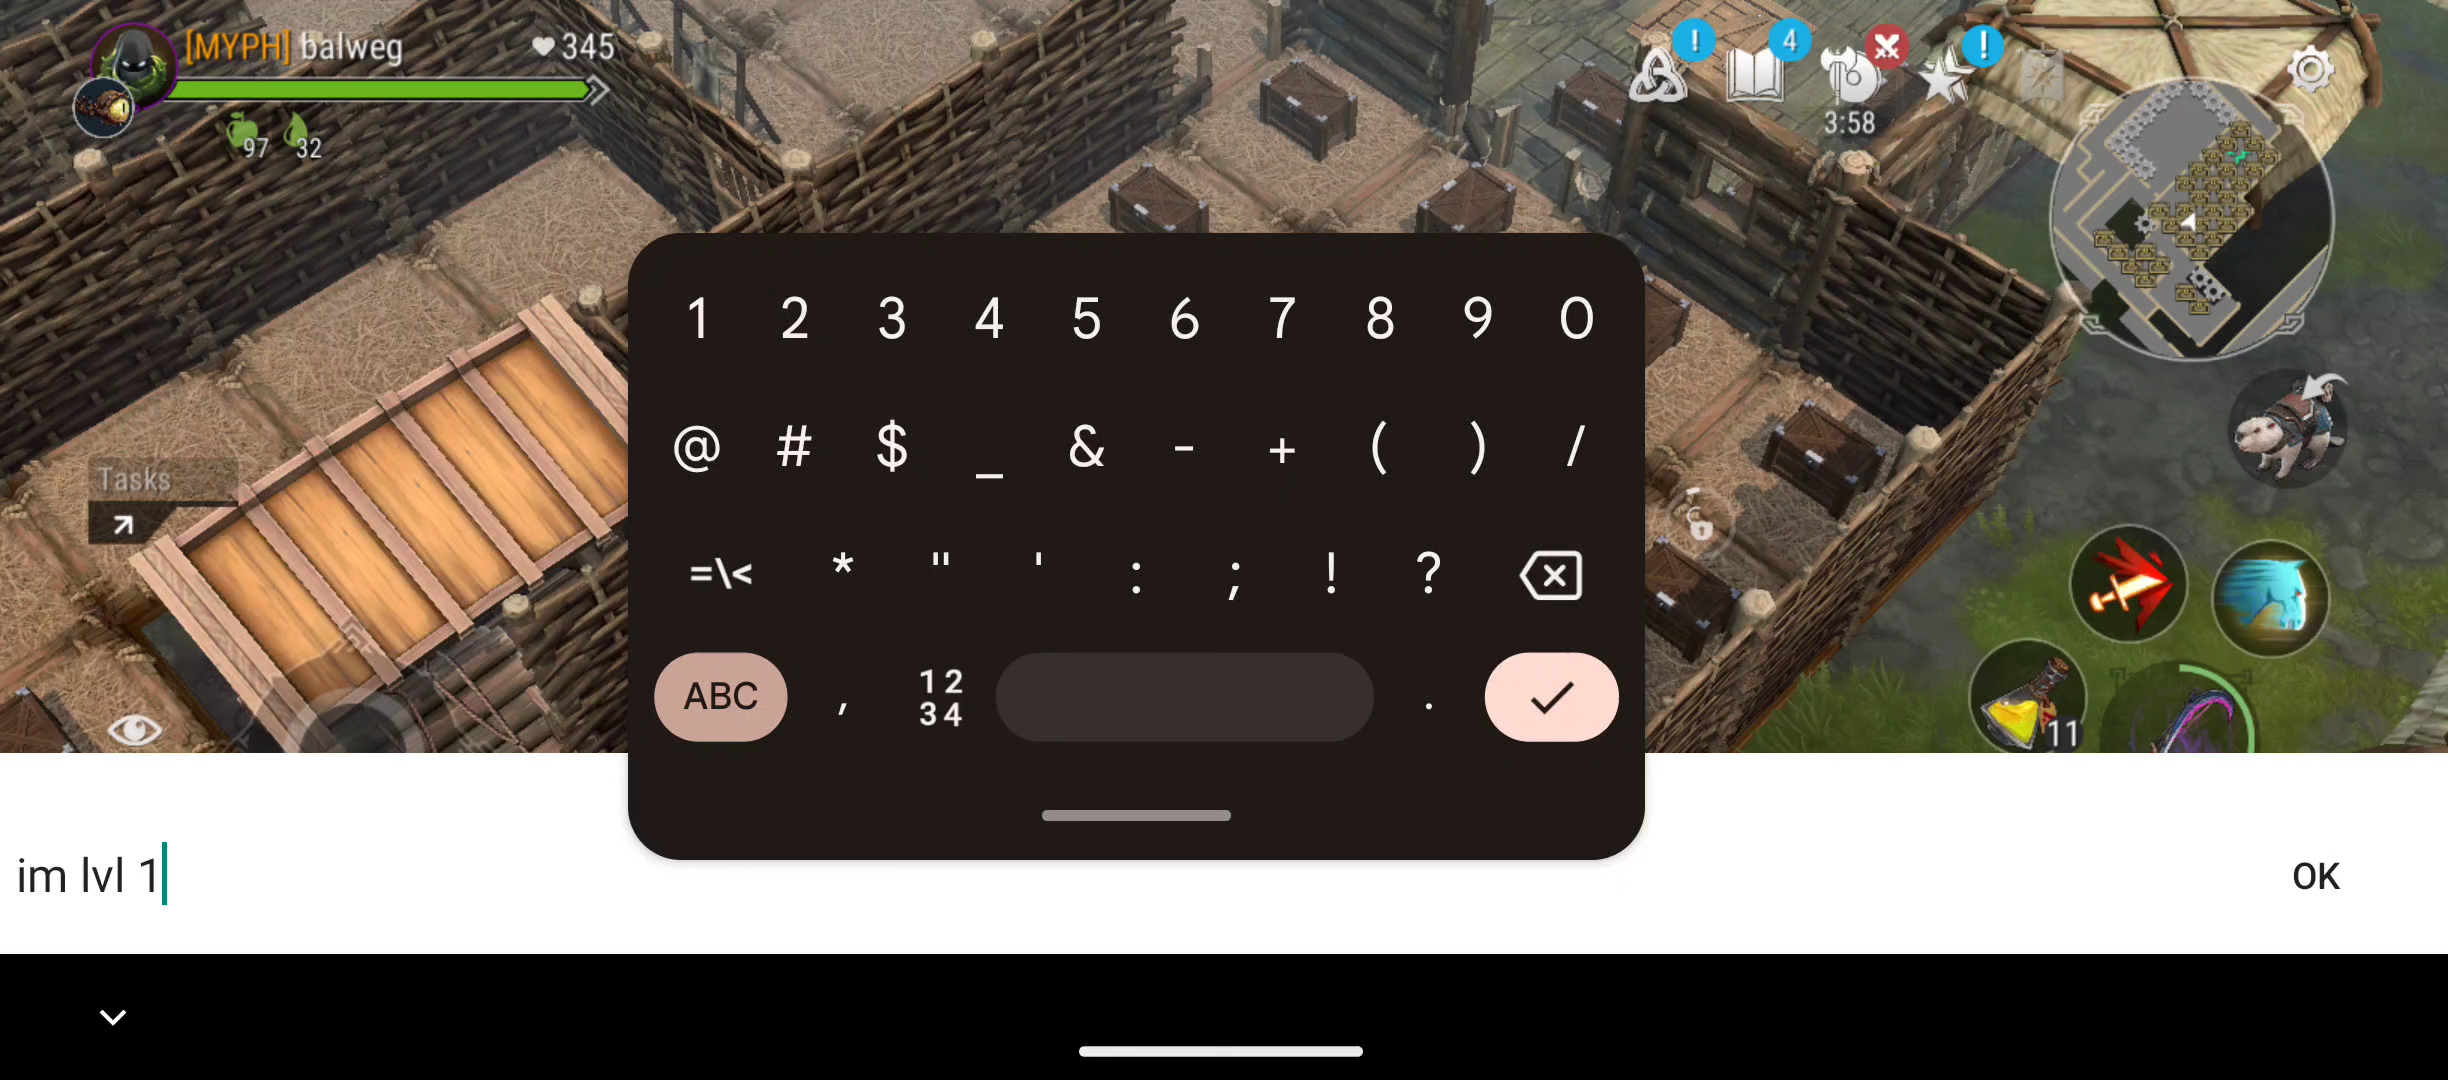 [MYPH] balweg 345
! 4 !
97 32
3:58
Tasks
1 2 3 4 5 6 7 8 9 0
@ # $ _ & - + ( ) /
=\< * " ' : ; ! ?
ABC , 12 34 .
11
im lvl 1
OK